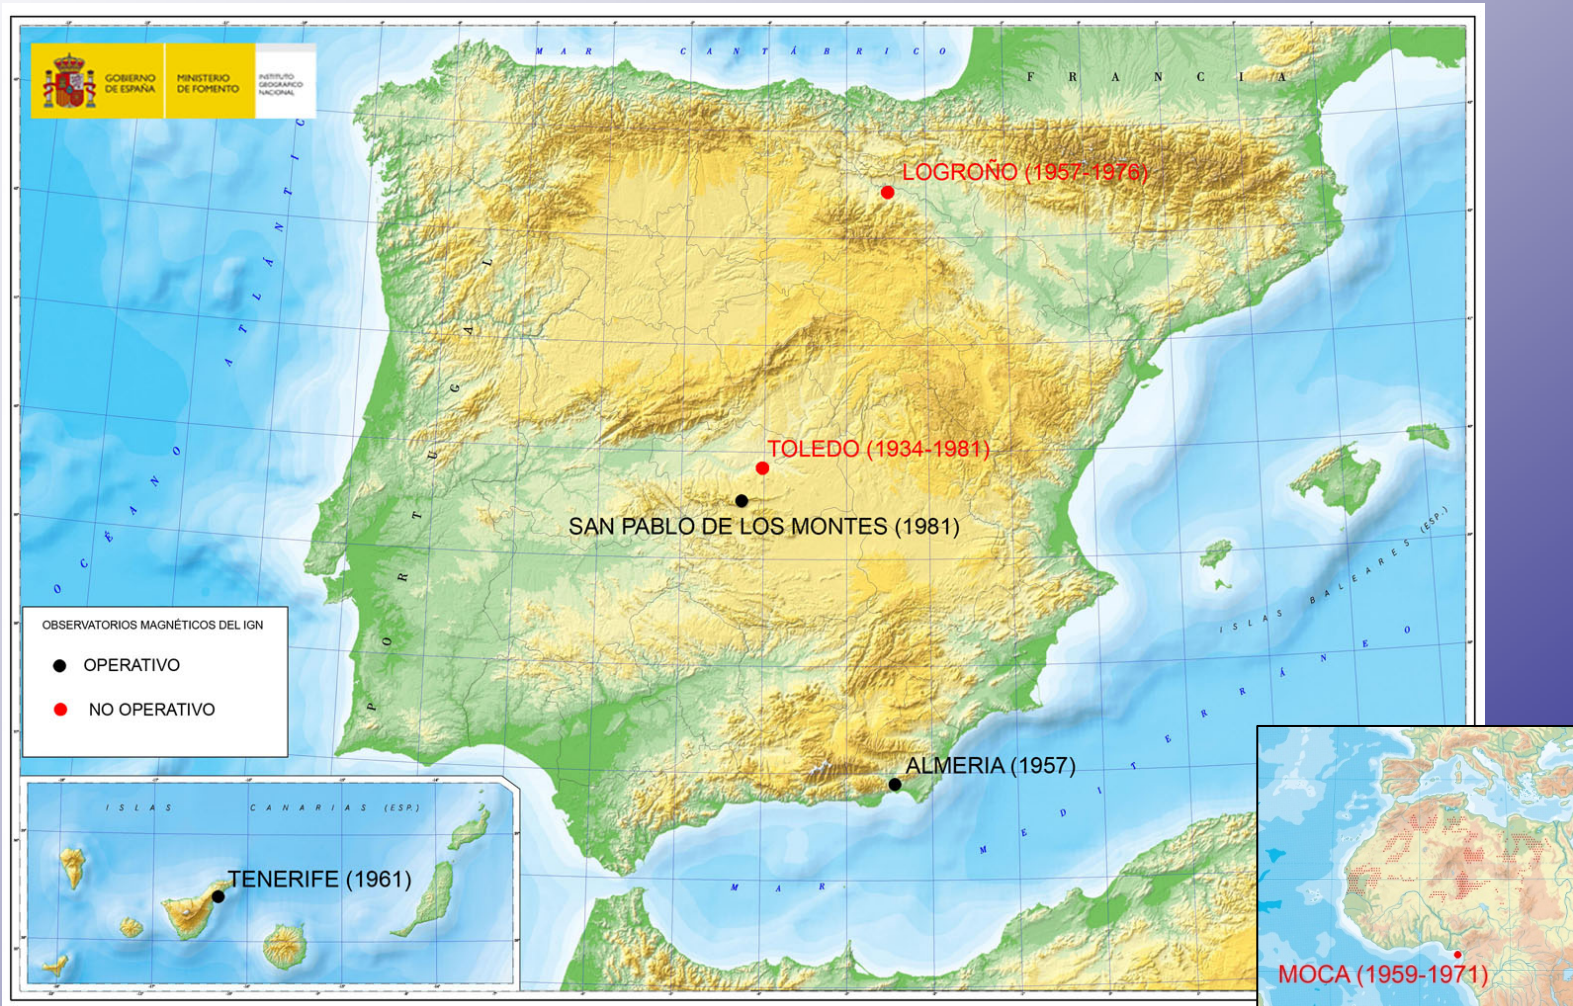 MAR CANTÁBRICO
FRANCIA
GOBIERNO
DE ESPAÑA
MINISTERIO
DE FOMENTO
INSTITUTO
GEOGRÁFICO
NACIONAL
OCÉANO ATLÁNTIC
LOGROÑO (1957-1976)
PORTUGAL
TOLEDO (1934-1981)
SAN PABLO DE LOS MONTES (1981)
ISLAS BALEARES (ESP.)
OBSERVATORIOS MAGNÉTICOS DEL IGN
OPERATIVO
NO OPERATIVO
ALMERIA (1957)
MAR MEDITERRÁNEO
ISLAS CANARIAS (ESP.)
TENERIFE (1961)
MOCA (1959-1971)